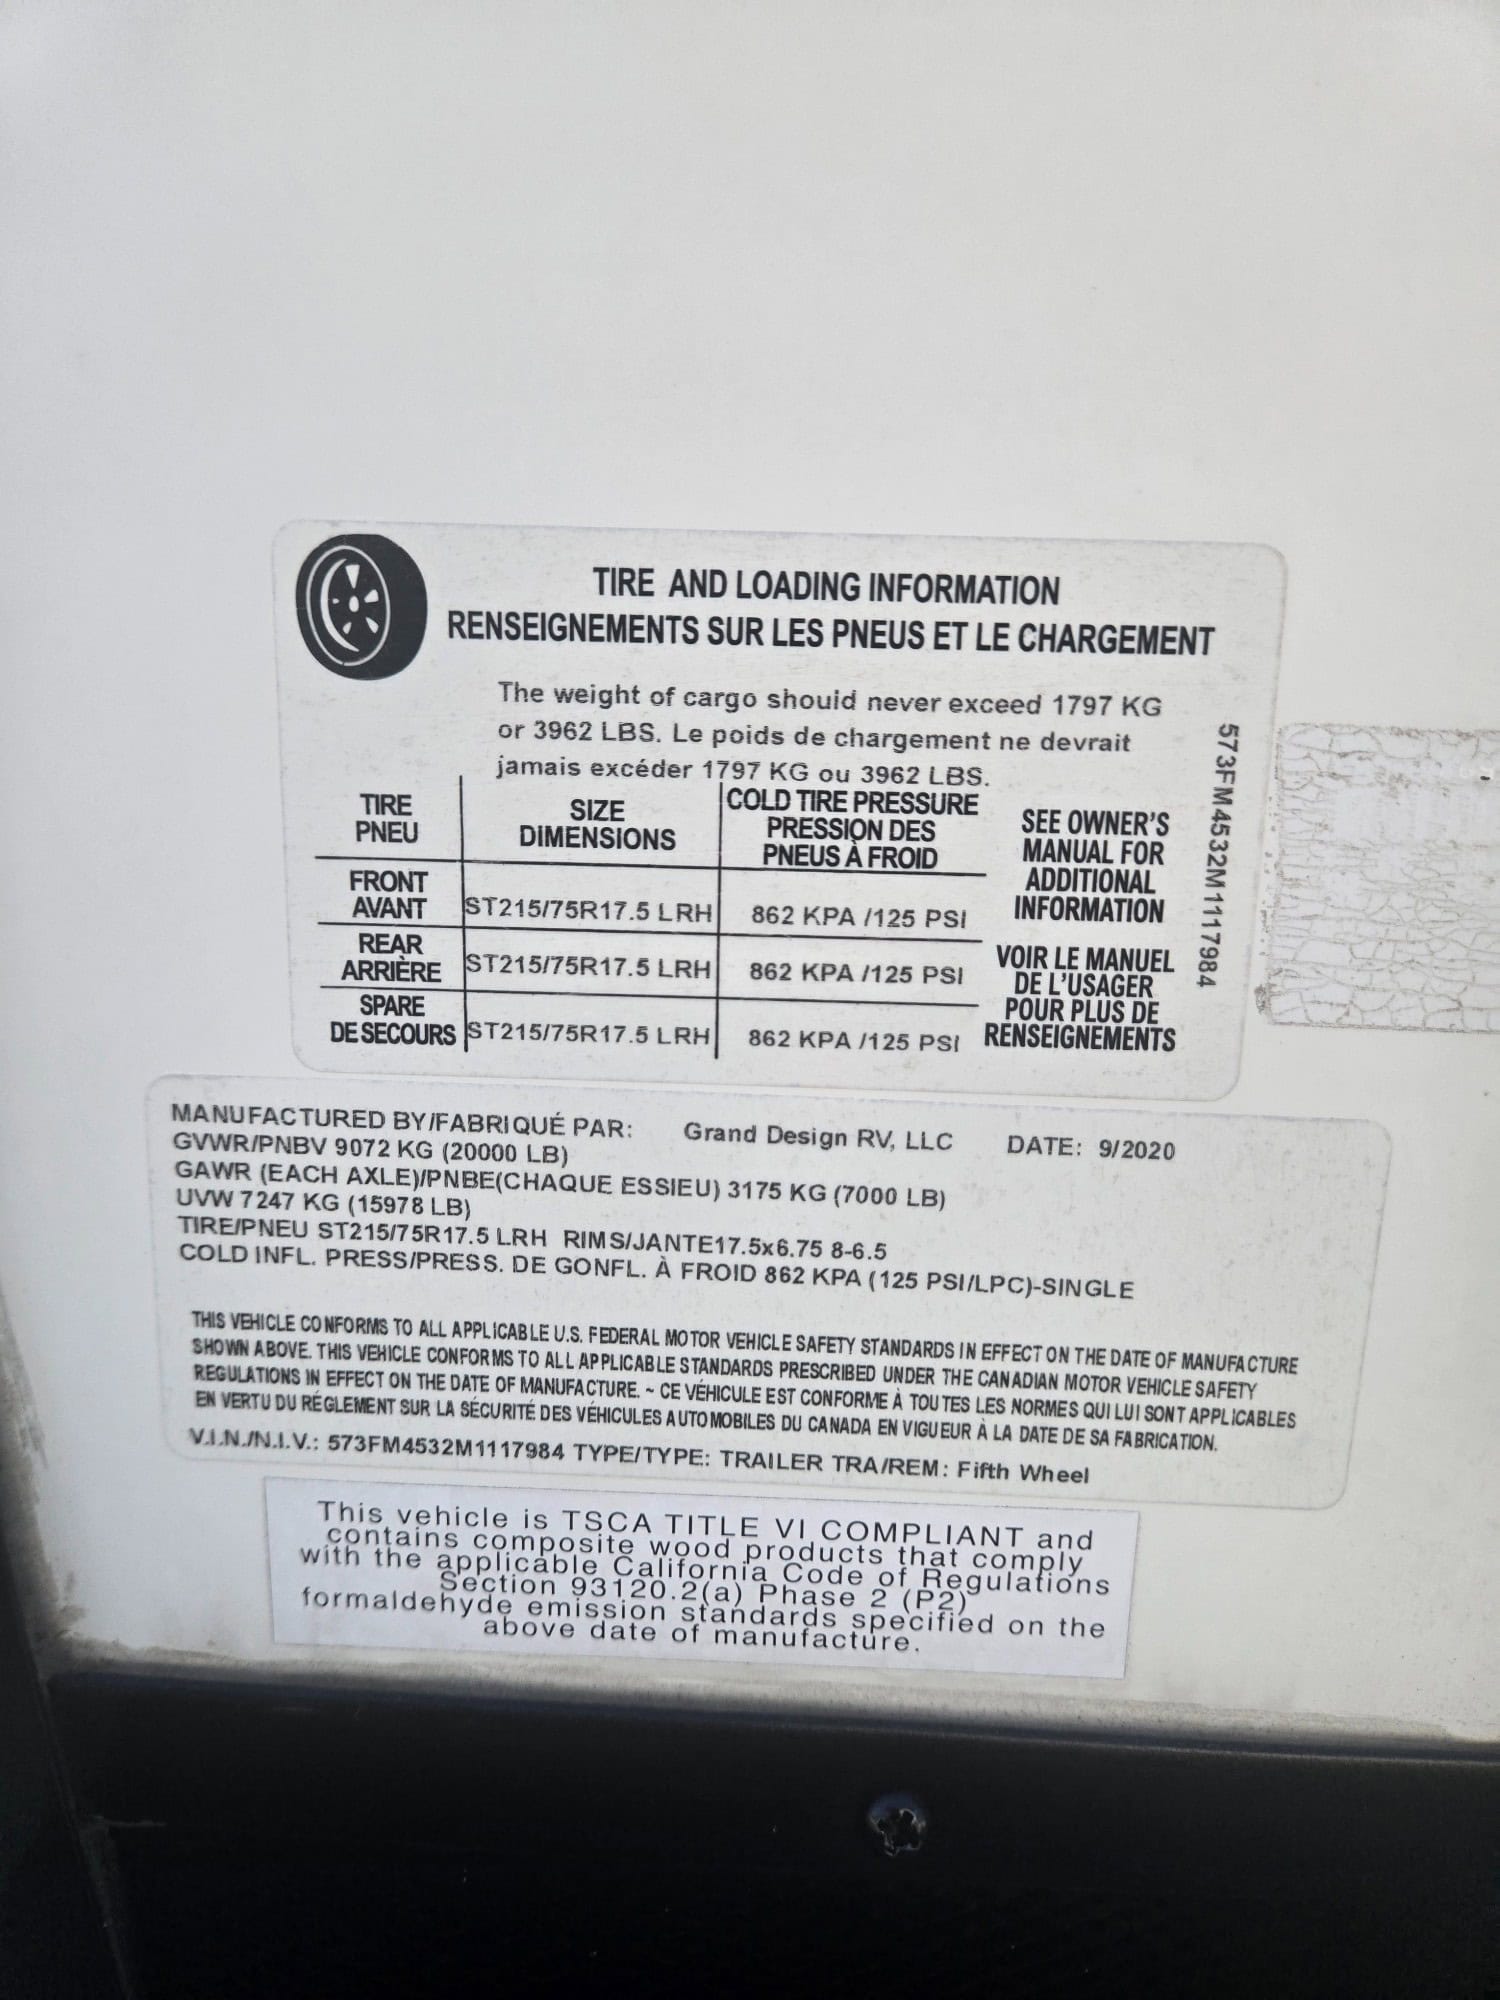 TIRE AND LOADING INFORMATION
RENSEIGNEMENTS SUR LES PNEUS ET LE CHARGEMENT
The weight of cargo shouid never exceed 1797 KG
or 3962 LBS. Le poids de chargement ne devrait
jamais excéder 1797 KG ou 3962 LBS.
TIRE
PNEU
SIZE
DIMENSIONS
COLD TIRE PRESSURE
PRESSION DES
PNEUS À FROID
FRONT
AVANT
ST215/75R17.5 LRH
862 KPA /125 PSI
REAR
ARRIÈRE
ST215/75R17.5 LRH
862 KPA /125 PSI
SPARE
DE SECOURS
ST215/75R17.5 LRH
862 KPA /125 PSI
SEE OWNER'S
MANUAL FOR
ADDITIONAL
INFORMATION
VOIR LE MANUEL
DE L'USAGER
POUR PLUS DE
RENSEIGNEMENTS
573FM4532M1117984
MANUFACTURED BY/FABRIQUÉ PAR: Grand Design RV, LLC DATE: 9/2020
GVWR/PNBV 9072 KG (20000 LB)
GAWR (EACH AXLE)/PNBE(CHAQUE ESSIEU) 3175 KG (7000 LB)
UVW 7247 KG (15978 LB)
TIRE/PNEU ST215/75R17.5 LRH RIMS/JANTE17.5x6.75 8-6.5
COLD INFL. PRESS/PRESS. DE GONFL. À FROID 862 KPA (125 PSI/LPC)-SINGLE
THIS VEHICLE CONFORMS TO ALL APPLICABLE U.S. FEDERAL MOTOR VEHICLE SAFETY STANDARDS IN EFFECT ON THE DATE OF MANUFACTURE
SHOWN ABOVE. THIS VEHICLE CONFORMS TO ALL APPLICABLE STANDARDS PRESCRIBED UNDER THE CANADIAN MOTOR VEHICLE SAFETY
REGULATIONS IN EFFECT ON THE DATE OF MANUFACTURE. ~ CE VÉHICULE EST CONFORME À TOUTES LES NORMES QUI LUI SONT APPLICABLES
EN VERTU DU RÉGLEMENT SUR LA SÉCURITÉ DES VÉHICULES AUTOMOBILES DU CANADA EN VIGUEUR À LA DATE DE SA FABRICATION.
V.I.N./N.I.V.: 573FM4532M1117984 TYPE/TYPE: TRAILER TRA/REM: Fifth Wheel
This vehicle is TSCA TITLE VI COMPLIANT and
contains composite wood products that comply
with the applicable California Code of Regulations
Section 93120.2(a) Phase 2 (P2)
formaldehyde emission standards specified on the
above date of manufacture.